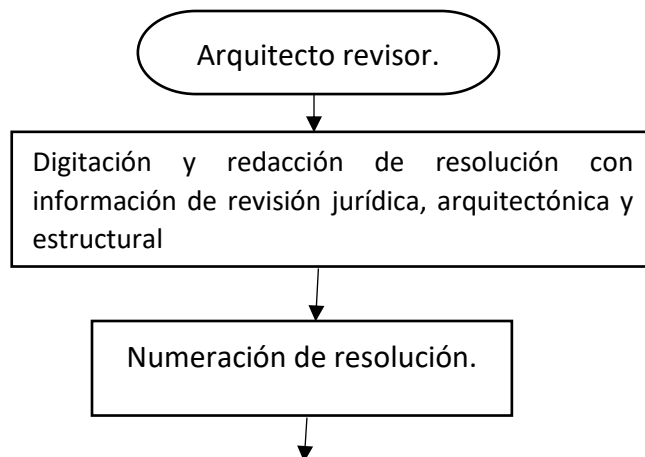 Arquitecto revisor.
Digitación y redacción de resolución con
información de revisión jurídica, arquitectónica y
estructural
Numeración de resolución.